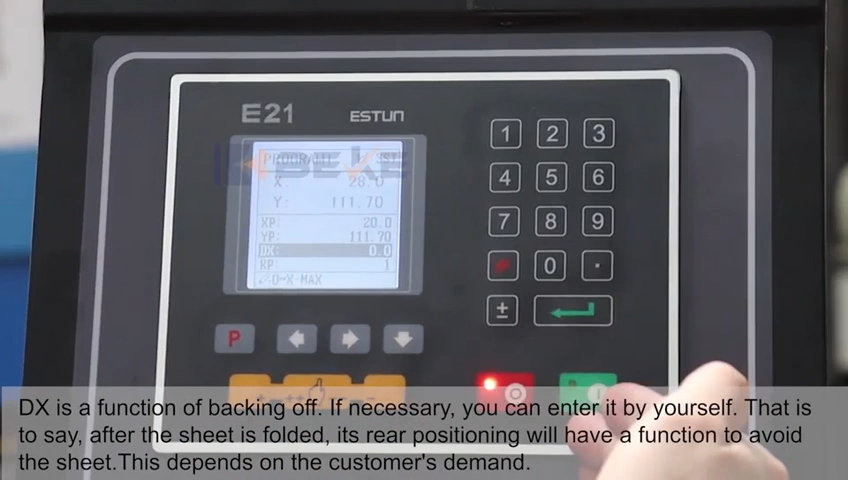 E21 ESTUN
PROGRAM
X: 28.0
Y: 111.70
XP: 20.0
YP: 111.70
DX: 0.0
RP: 1
0~X-MAX
1 2 3
4 5 6
7 8 9
0 .
±
P
+ ++ -
DX is a function of backing off. If necessary, you can enter it by yourself. That is
to say, after the sheet is folded, its rear positioning will have a function to avoid
the sheet.This depends on the customer's demand.